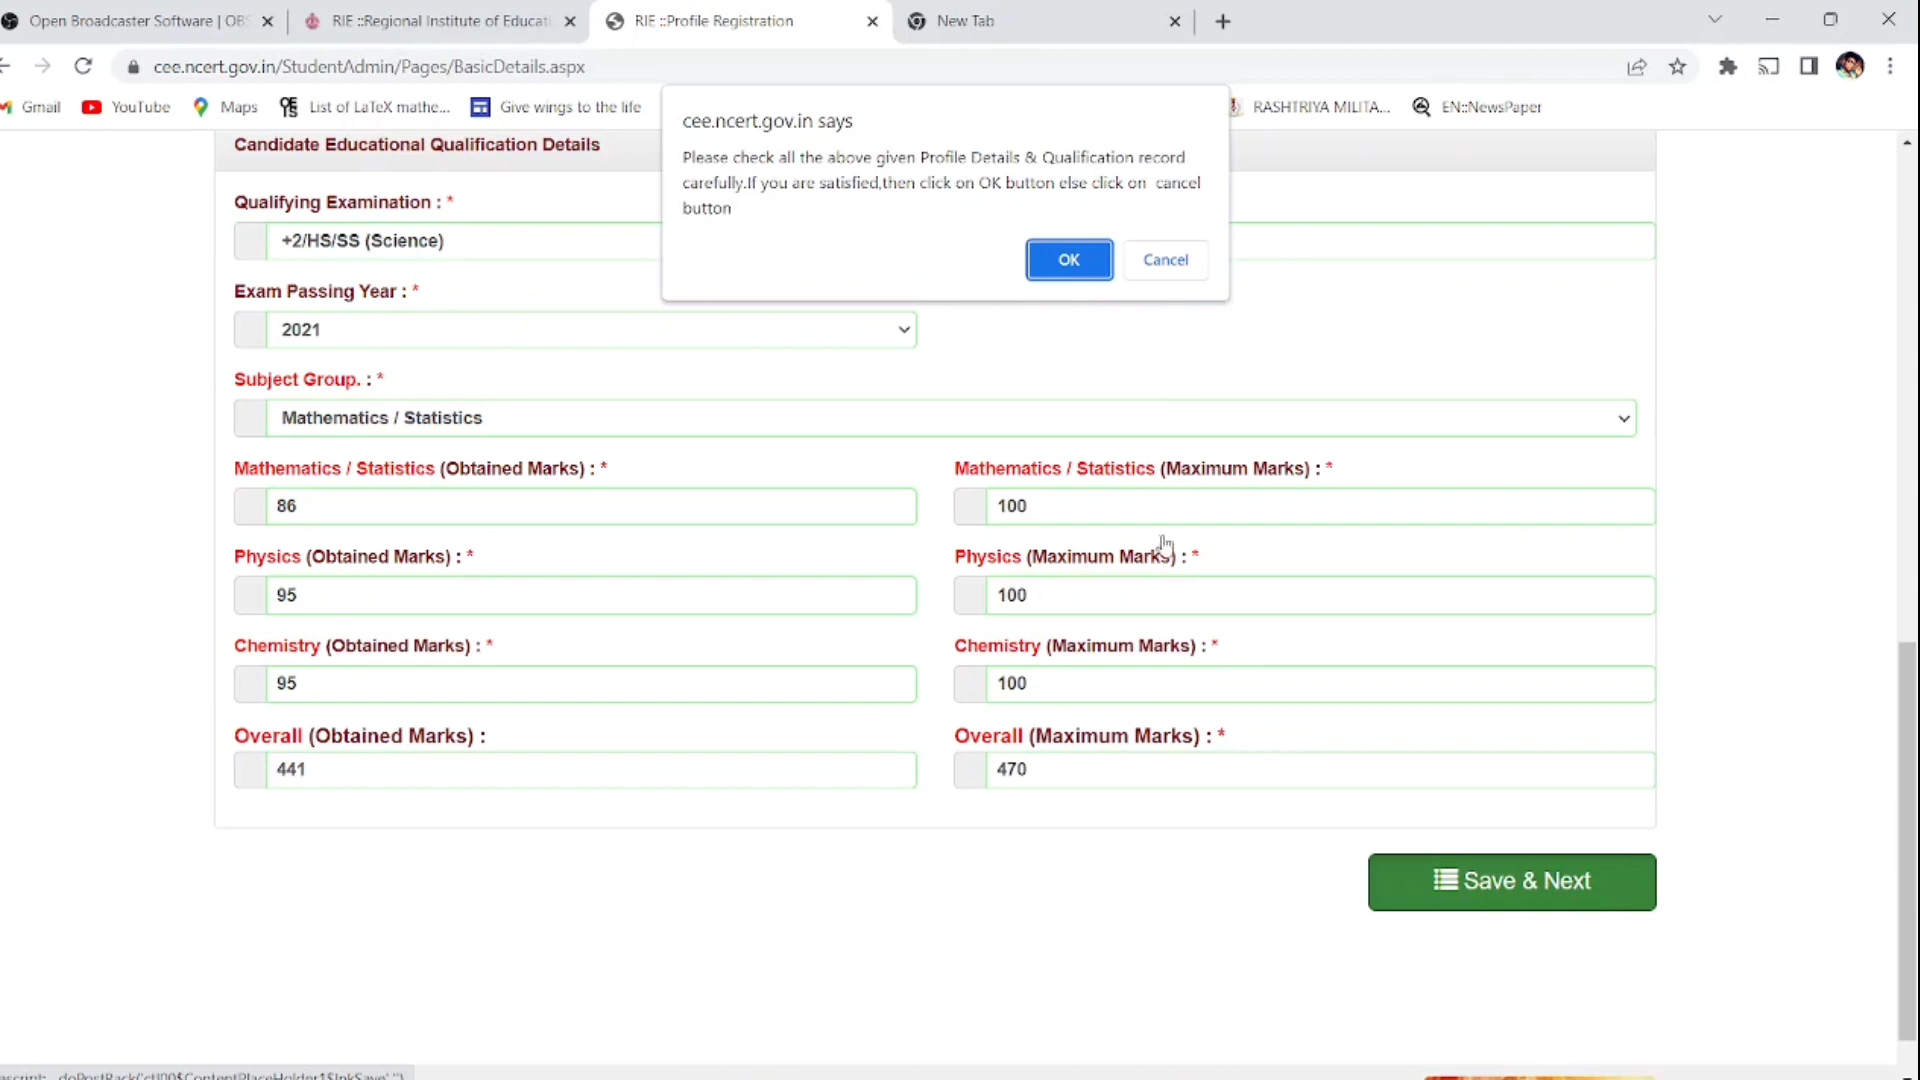 Open Broadcaster Software | OBS
RIE ::Regional Institute of Educati
RIE ::Profile Registration
New Tab
cee.ncert.gov.in/StudentAdmin/Pages/BasicDetails.aspx
Gmail YouTube Maps List of LaTeX mathe... Give wings to the life RASHTRIYA MILITA... EN::NewsPaper
cee.ncert.gov.in says
Please check all the above given Profile Details & Qualification record
carefully.If you are satisfied,then click on OK button else click on cancel
button
OK Cancel
Candidate Educational Qualification Details
Qualifying Examination : *
+2/HS/SS (Science)
Exam Passing Year : *
2021
Subject Group. : *
Mathematics / Statistics
Mathematics / Statistics (Obtained Marks) : * Mathematics / Statistics (Maximum Marks) : *
86 100
Physics (Obtained Marks) : * Physics (Maximum Marks) : *
95 100
Chemistry (Obtained Marks) : * Chemistry (Maximum Marks) : *
95 100
Overall (Obtained Marks) : Overall (Maximum Marks) : *
441 470
Save & Next